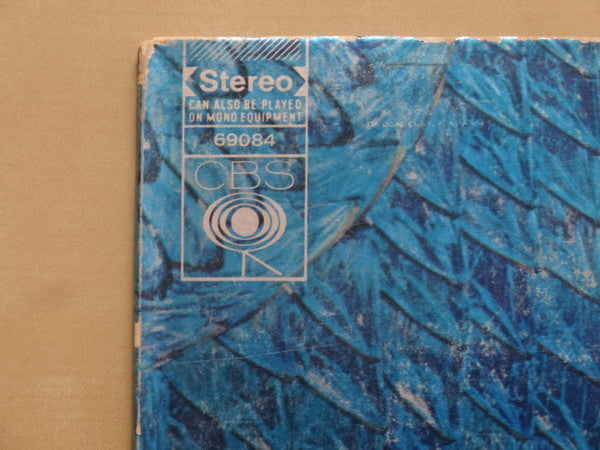 Stereo
CAN ALSO BE PLAYED
ON MONO EQUIPMENT
69084
CBS